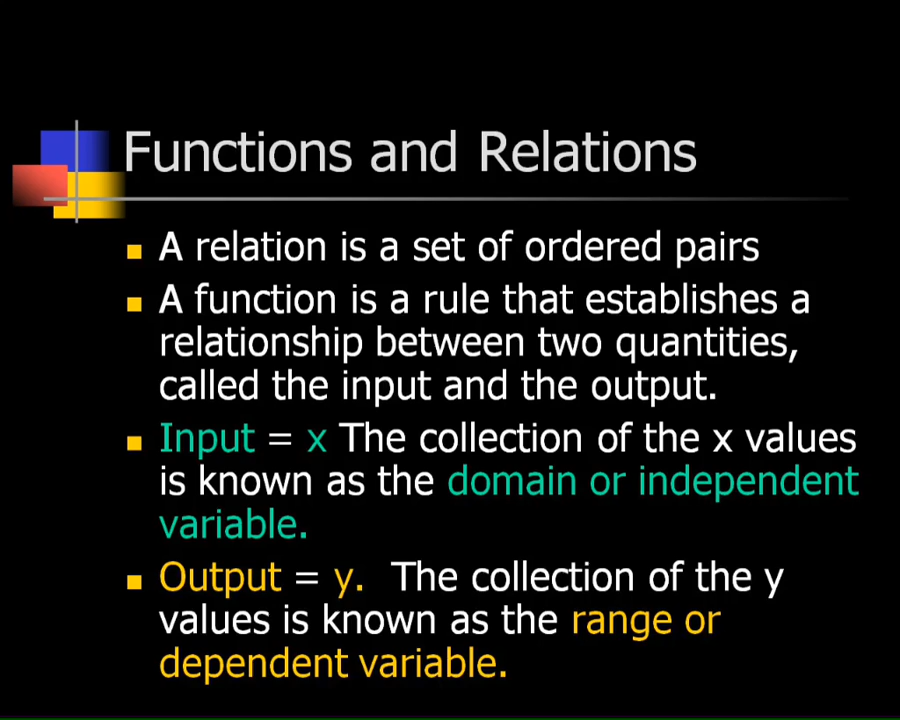 Functions and Relations
A relation is a set of ordered pairs
A function is a rule that establishes a
relationship between two quantities,
called the input and the output.
Input = x The collection of the x values
is known as the domain or independent
variable.
Output = y.  The collection of the y
values is known as the range or
dependent variable.